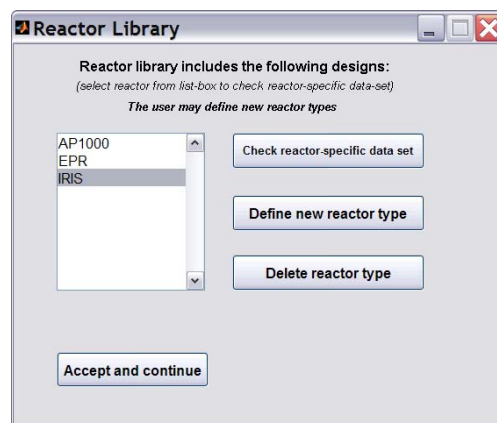 Reactor Library
Reactor library includes the following designs:
(select reactor from list-box to check reactor-specific data-set)
The user may define new reactor types
AP1000
EPR
IRIS
Check reactor-specific data set
Define new reactor type
Delete reactor type
Accept and continue